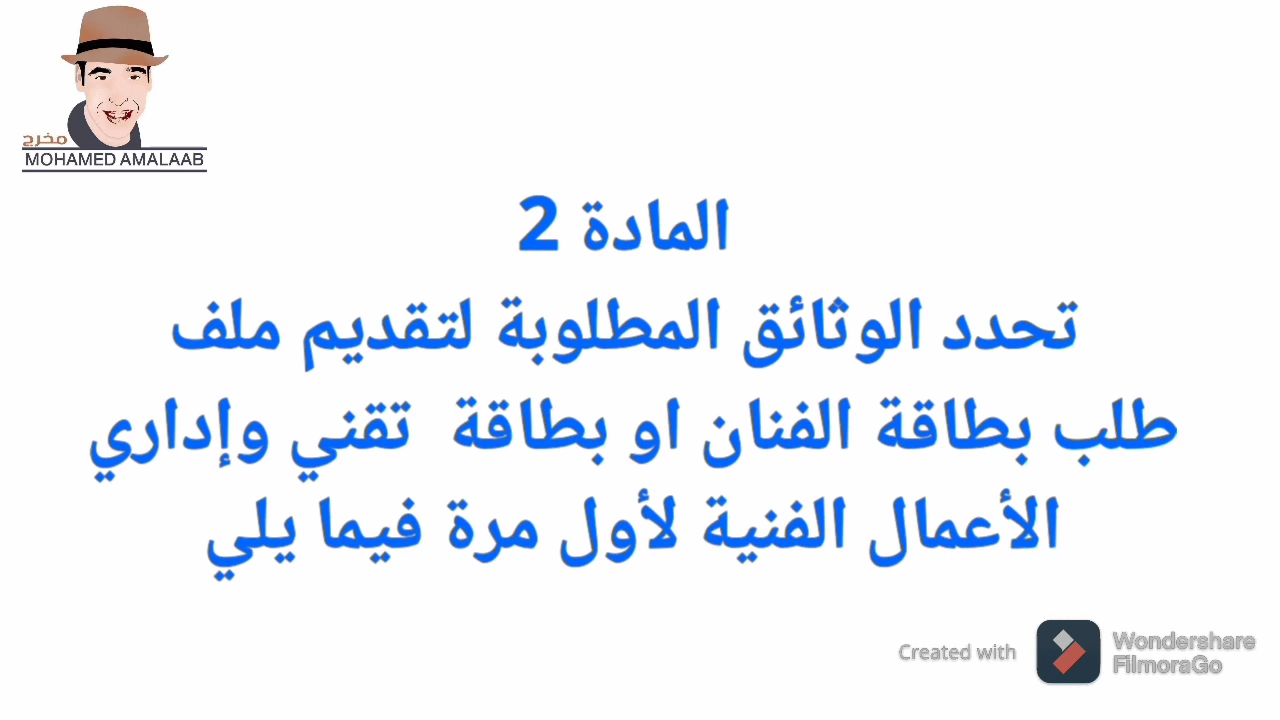 مخرج
MOHAMED AMALAAB
المادة 2
تحدد الوثائق المطلوبة لتقديم ملف
طلب بطاقة الفنان او بطاقة تقني وإداري
الأعمال الفنية لأول مرة فيما يلي
Created with
Wondershare
FilmoraGo